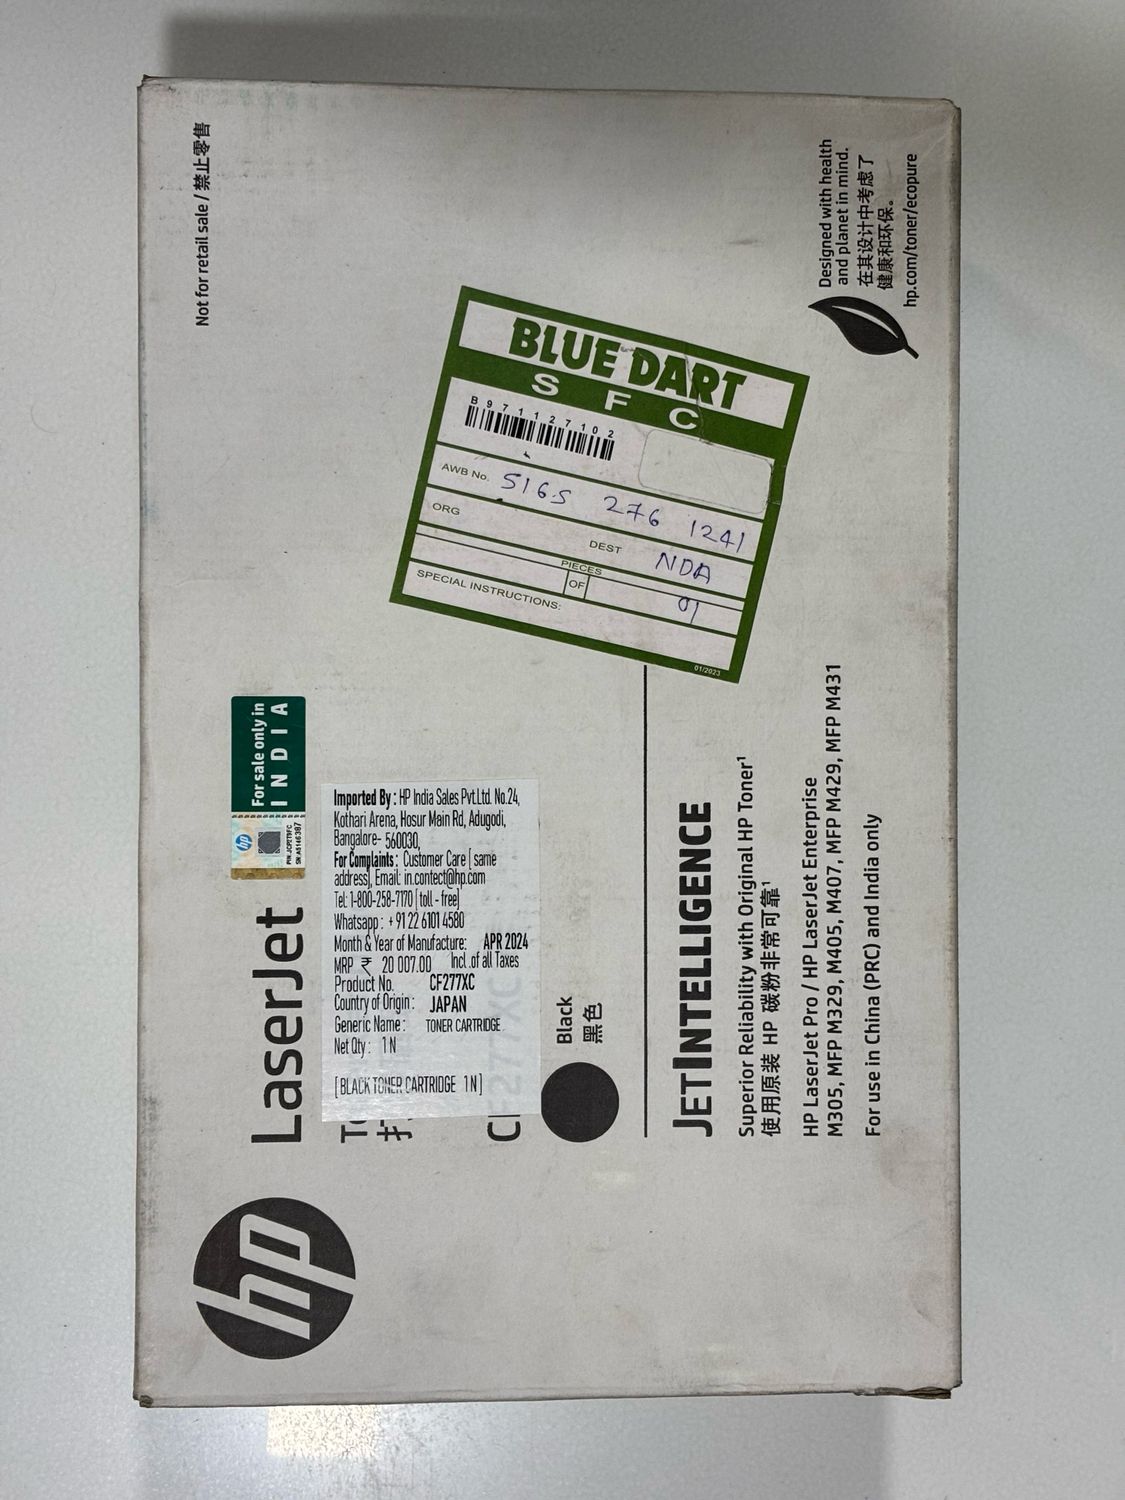 Not for retail sale / 禁止零售
Designed with health
and planet in mind.
在其设计中考虑了
健康和环保。
hp.com/toner/ecopure
BLUE DART
SFC
B971127102
AWB No. 5165 276 1241
ORG
DEST NDA
PIECES
OF 01
SPECIAL INSTRUCTIONS:
01/2023
For sale only in
INDIA
hp
LaserJet
Imported By : HP India Sales Pvt.Ltd. No.24,
Kothari Arena, Hosur Main Rd, Adugodi,
Bangalore- 560030,
For Complaints : Customer Care [ same
address], Email: in.contect@hp.com
Tel: 1-800-258-7170 [ toll - free]
Whatsapp : +91 22 6101 4580
Month & Year of Manufacture: APR 2024
MRP ₹ 20 007.00 Incl .of all Taxes
Product No. CF277XC
Country of Origin : JAPAN
Generic Name : TONER CARTRIDGE
Net Qty : 1 N
[ BLACK TONER CARTRIDGE 1 N ]
CF277XC
Black
黑色
JETINTELLIGENCE
Superior Reliability with Original HP Toner¹
使用原装 HP 碳粉非常可靠¹
HP LaserJet Pro / HP LaserJet Enterprise
M305, MFP M329, M405, M407, MFP M429, MFP M431
For use in China (PRC) and India only
hp